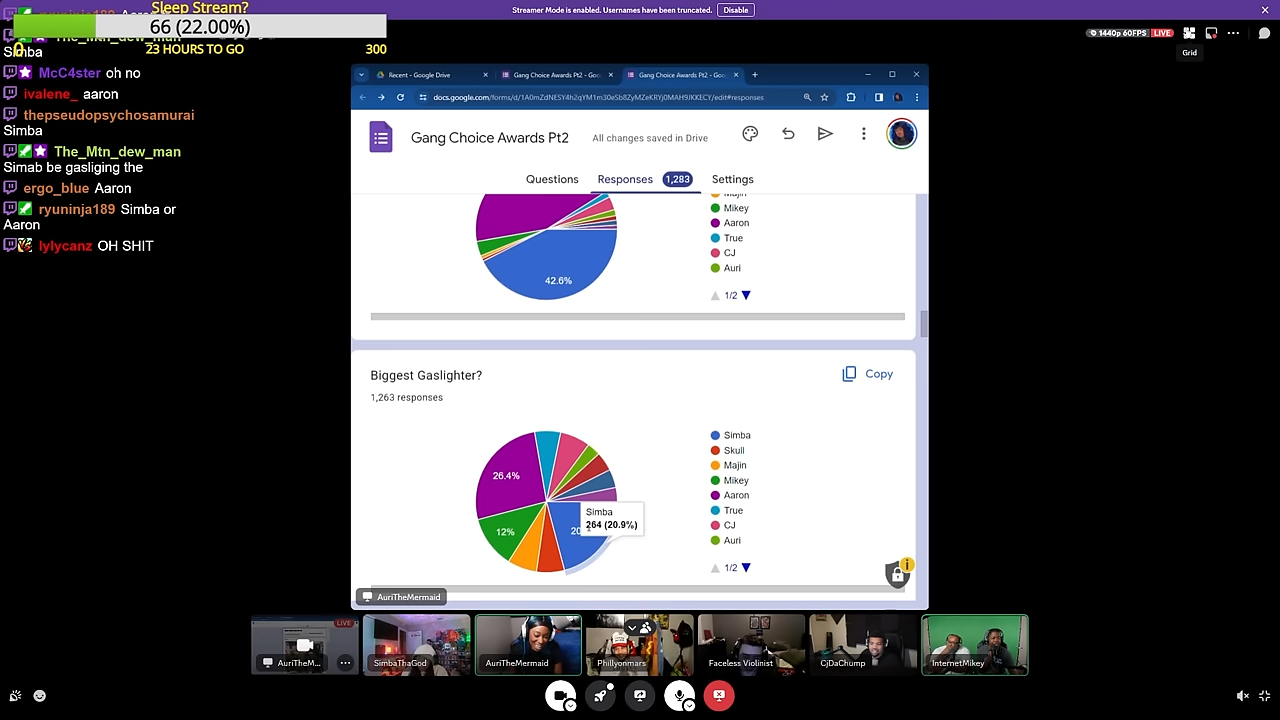 Streamer Mode is enabled. Usernames have been truncated.
Disable
Sleep Stream?
66 (22.00%)
0
23 HOURS TO GO
300
The_Mtn_dew_man
Simba
McC4ster oh no
ivalene_ aaron
thepseudopsychosamurai
Simba
The_Mtn_dew_man
Simab be gasliging the
ergo_blue Aaron
ryuninja189 Simba or
Aaron
lylycanz OH SHIT
1440p 60FPS LIVE
Grid
Recent - Google Drive
Gang Choice Awards Pt2 - Goo
Gang Choice Awards Pt2 - Goo
Gang Choice Awards Pt2
All changes saved in Drive
Questions
Responses 1,283
Settings
42.6%
Majin
Mikey
Aaron
True
CJ
Auri
1/2
Biggest Gaslighter?
Copy
1,263 responses
26.4%
12%
20
Simba
264 (20.9%)
Simba
Skull
Majin
Mikey
Aaron
True
CJ
Auri
1/2
AuriTheMermaid
LIVE
AuriTheM...
SimbaThaGod
AuriTheMermaid
Phillyonmars
Faceless Violinist
CjDaChump
InternetMikey